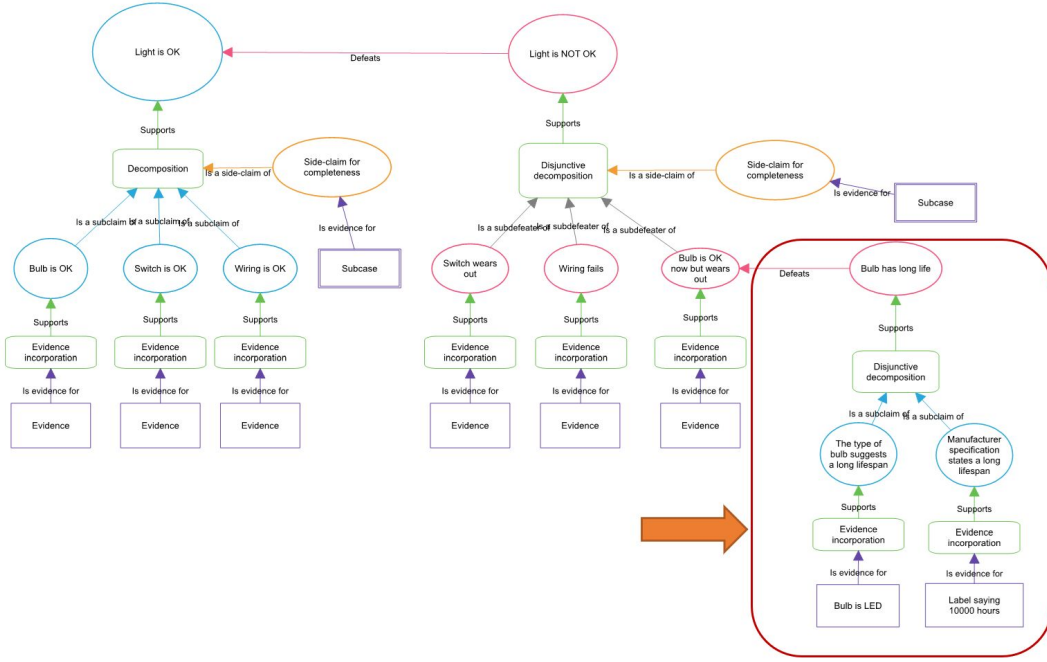 Light is OK
Defeats
Light is NOT OK
Supports
Supports
Decomposition
Is a side-claim of
Side-claim for
completeness
Disjunctive
decomposition
Is a side-claim of
Side-claim for
completeness
Is a subclaim of
Is a subclaim of
Is a subclaim of
Is evidence for
Subcase
Is a subdefeater of
Is a subdefeater of
Is a subdefeater of
Is evidence for
Subcase
Bulb is OK
Switch is OK
Wiring is OK
Switch wears
out
Wiring fails
Bulb is OK
now but wears
out
Defeats
Bulb has long life
Supports
Supports
Supports
Supports
Supports
Supports
Supports
Evidence
incorporation
Evidence
incorporation
Evidence
incorporation
Evidence
incorporation
Evidence
incorporation
Evidence
incorporation
Disjunctive
decomposition
Is evidence for
Is evidence for
Is evidence for
Is evidence for
Is evidence for
Is evidence for
Is a subclaim of
Is a subclaim of
Evidence
Evidence
Evidence
Evidence
Evidence
Evidence
The type of
bulb suggests
a long lifespan
Manufacturer
specification
states a long
lifespan
Supports
Supports
Evidence
incorporation
Evidence
incorporation
Is evidence for
Is evidence for
Bulb is LED
Label saying
10000 hours